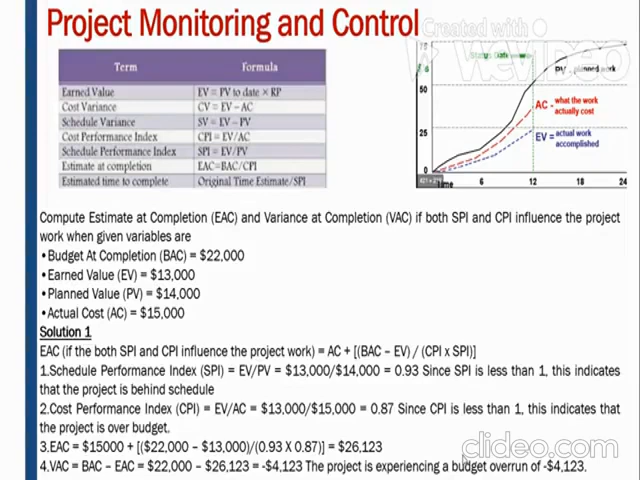 Project Monitoring and Control
Created with
WeVideo
Term Formula
Earned Value EV = PV to date × RP
Cost Variance CV = EV – AC
Schedule Variance SV = EV – PV
Cost Performance Index CPI = EV/AC
Schedule Performance Index SPI = EV/PV
Estimate at completion EAC=BAC/CPI
Estimated time to complete Original Time Estimate/SPI
Status Date
PV - planned work
50
AC - what the work
actually cost
25
EV = actual work
accomplished
0
Time 6 12 18 24
Compute Estimate at Completion (EAC) and Variance at Completion (VAC) if both SPI and CPI influence the project
work when given variables are
•Budget At Completion (BAC) = $22,000
•Earned Value (EV) = $13,000
•Planned Value (PV) = $14,000
•Actual Cost (AC) = $15,000
Solution 1
EAC (if the both SPI and CPI influence the project work) = AC + [(BAC – EV) / (CPI x SPI)]
1.Schedule Performance Index (SPI) = EV/PV = $13,000/$14,000 = 0.93 Since SPI is less than 1, this indicates
that the project is behind schedule
2.Cost Performance Index (CPI) = EV/AC = $13,000/$15,000 = 0.87 Since CPI is less than 1, this indicates that
the project is over budget.
3.EAC = $15000 + [($22,000 – $13,000)/(0.93 X 0.87)] = $26,123
4.VAC = BAC – EAC = $22,000 – $26,123 = -$4,123 The project is experiencing a budget overrun of -$4,123.
clideo.com